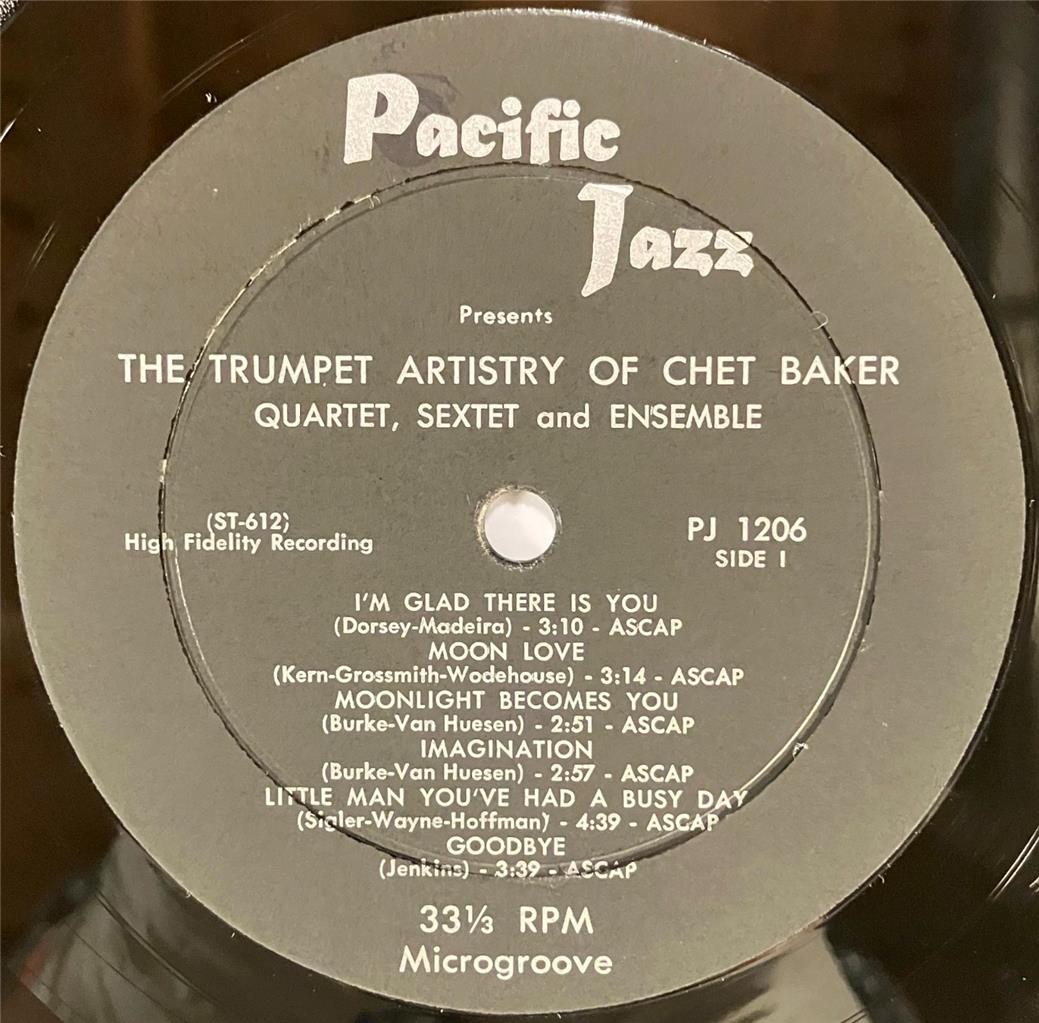 Pacific
Jazz
Presents
THE TRUMPET ARTISTRY OF CHET BAKER
QUARTET, SEXTET and ENSEMBLE
(ST-612)
High Fidelity Recording
PJ 1206
SIDE 1
I'M GLAD THERE IS YOU
(Dorsey-Madeira) - 3:10 - ASCAP
MOON LOVE
(Kern-Grossmith-Wodehouse) - 3:14 - ASCAP
MOONLIGHT BECOMES YOU
(Burke-Van Huesen) - 2:51 - ASCAP
IMAGINATION
(Burke-Van Huesen) - 2:57 - ASCAP
LITTLE MAN YOU'VE HAD A BUSY DAY
(Sigler-Wayne-Hoffman) - 4:39 - ASCAP
GOODBYE
(Jenkins) - 3:39 - ASCAP
33⅓ RPM
Microgroove